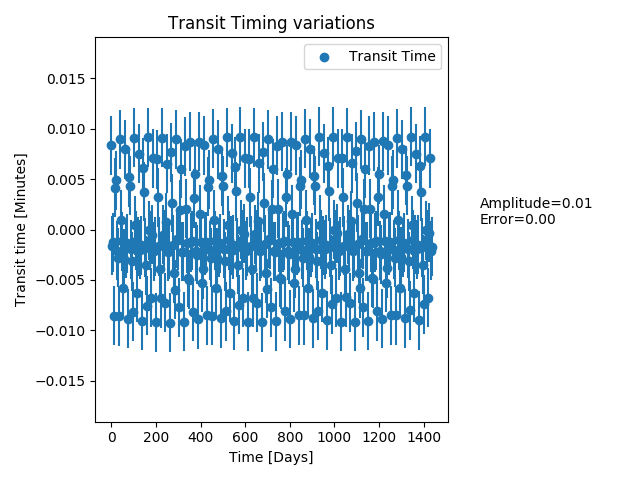 Transit Timing variations
Transit Time
0.015
0.010
0.005
0.000
−0.005
−0.010
−0.015
Transit time [Minutes]
0 200 400 600 800 1000 1200 1400
Time [Days]
Amplitude=0.01
Error=0.00